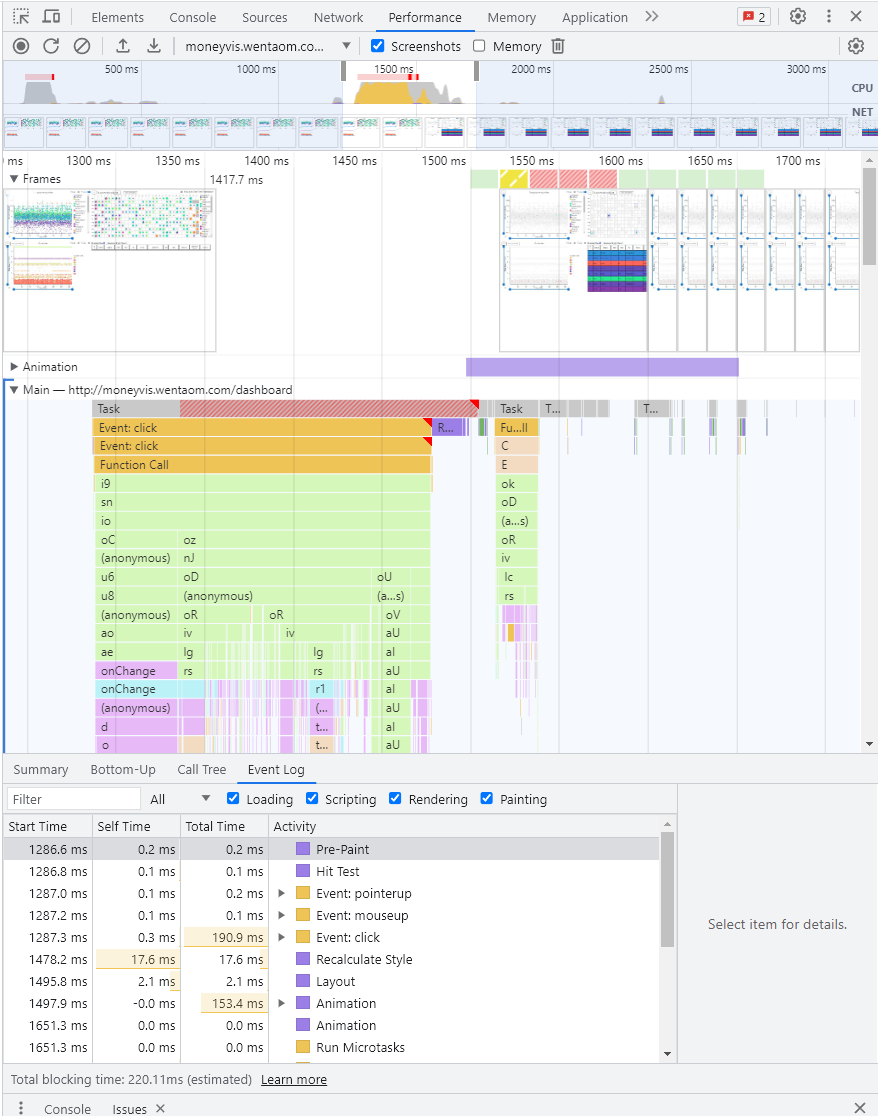 Elements Console Sources Network Performance Memory Application 2
moneyvis.wentaom.co... Screenshots Memory
500 ms 1000 ms 1500 ms 2000 ms 2500 ms 3000 ms
CPU
NET
ms 1300 ms 1350 ms 1400 ms 1450 ms 1500 ms 1550 ms 1600 ms 1650 ms 1700 ms
Frames 1417.7 ms
Animation
Main — http://moneyvis.wentaom.com/dashboard
Task Task T... T...
Event: click R... Fu...ll
Event: click C
Function Call E
i9 ok
sn oD
io (a...s)
oC oz oR
(anonymous) nJ iv
u6 oD oU lc
u8 (anonymous) (a...s) rs
(anonymous) oR oR oV
ao iv iv aU
ae lg lg aI
onChange rs rs aU
onChange r1 aI
(anonymous) (... aU
d t... aI
o t... aU
Summary Bottom-Up Call Tree Event Log
Filter All Loading Scripting Rendering Painting
Start Time Self Time Total Time Activity
1286.6 ms 0.2 ms 0.2 ms Pre-Paint
1286.8 ms 0.1 ms 0.1 ms Hit Test
1287.0 ms 0.1 ms 0.2 ms Event: pointerup
1287.2 ms 0.1 ms 0.1 ms Event: mouseup
1287.3 ms 0.3 ms 190.9 ms Event: click
1478.2 ms 17.6 ms 17.6 ms Recalculate Style
1495.8 ms 2.1 ms 2.1 ms Layout
1497.9 ms -0.0 ms 153.4 ms Animation
1651.3 ms 0.0 ms 0.0 ms Animation
1651.3 ms 0.0 ms 0.0 ms Run Microtasks
Select item for details.
Total blocking time: 220.11ms (estimated) Learn more
Console Issues